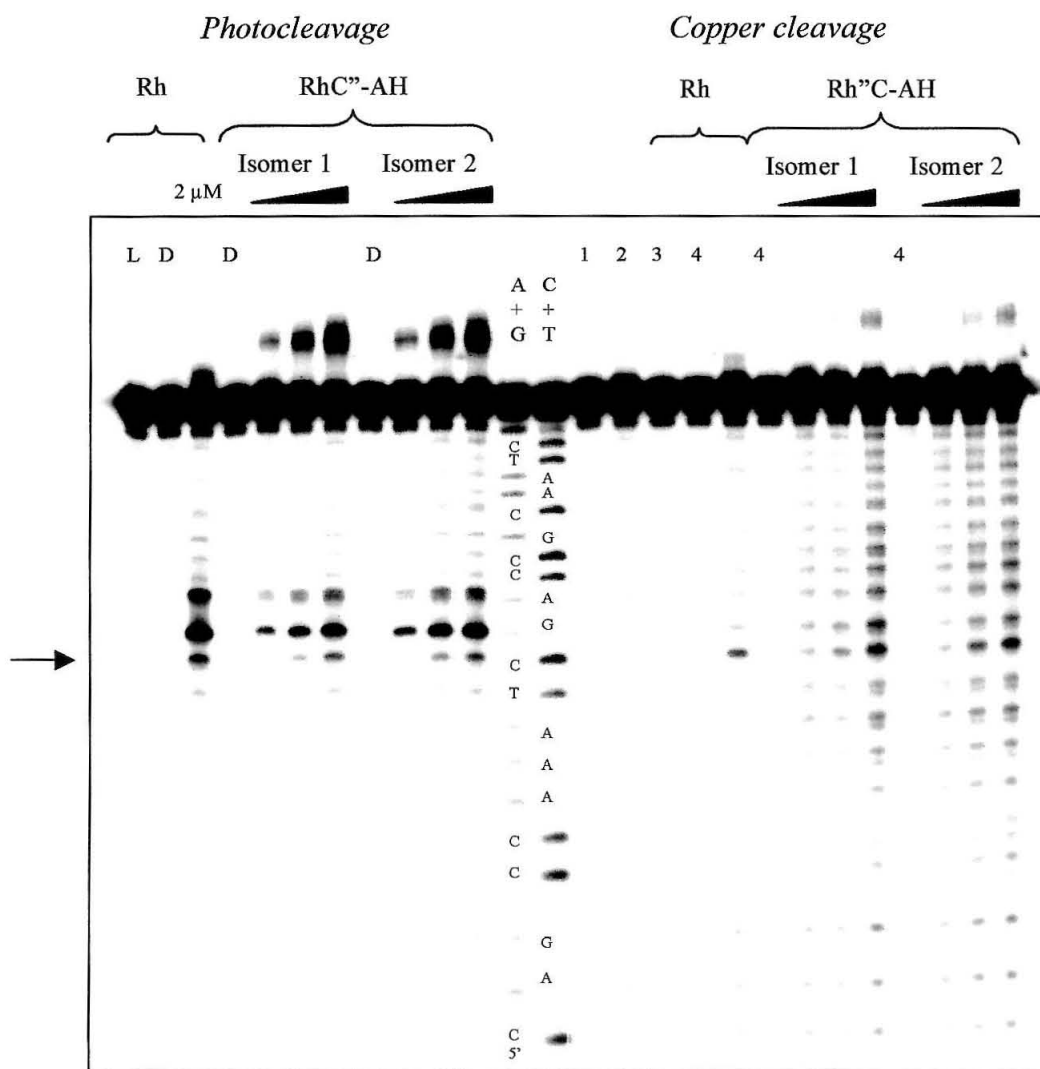 Photocleavage Copper cleavage
Rh RhC”-AH Rh Rh”C-AH
2 µM Isomer 1 Isomer 2 Isomer 1 Isomer 2
L D D D 1 2 3 4 4 4
A C
+ +
G T
C
T
A
A
C
G
C
C
A
G
C
T
A
A
A
C
C
G
A
C
5’